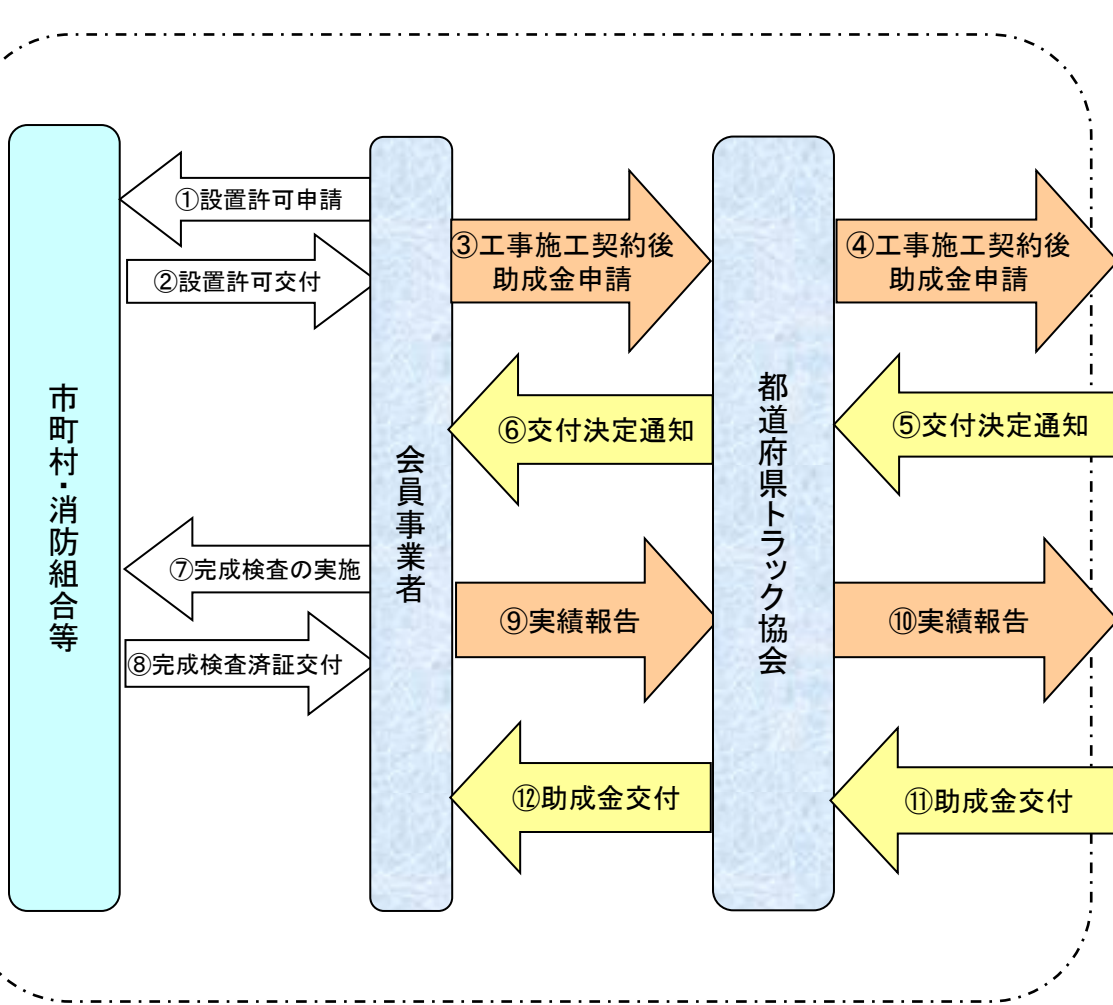 ①設置許可申請
②設置許可交付
③工事施工契約後
助成金申請
④工事施工契約後
助成金申請
市町村・消防組合等
会員事業者
都道府県トラック協会
⑥交付決定通知
⑤交付決定通知
⑦完成検査の実施
⑧完成検査済証交付
⑨実績報告
⑩実績報告
⑫助成金交付
⑪助成金交付